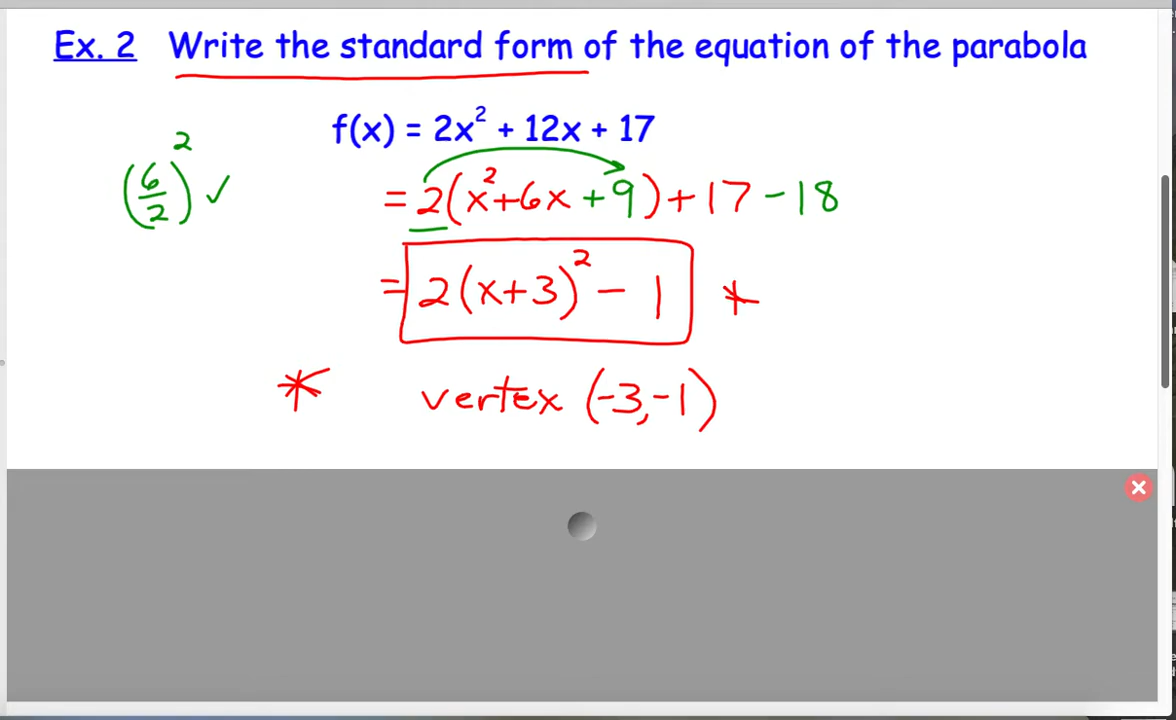 Ex. 2 Write the standard form of the equation of the parabola
f(x) = 2x² + 12x + 17
(6/2)² ✓ = 2(x²+6x+9)+17-18
= 2(x+3)² - 1 *
* vertex (-3,-1)